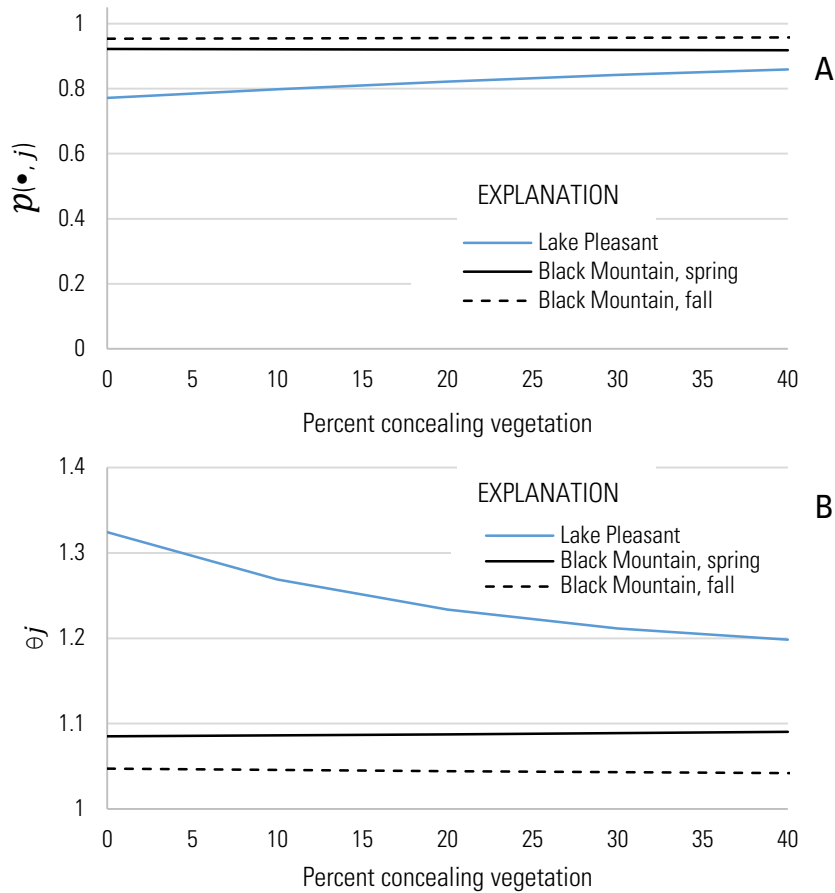 1
0.8
0.6
0.4
0.2
0
p(•, j)
A
EXPLANATION
Lake Pleasant
Black Mountain, spring
Black Mountain, fall
0 5 10 15 20 25 30 35 40
Percent concealing vegetation
1.4
1.3
1.2
1.1
1
θj
B
EXPLANATION
Lake Pleasant
Black Mountain, spring
Black Mountain, fall
0 5 10 15 20 25 30 35 40
Percent concealing vegetation